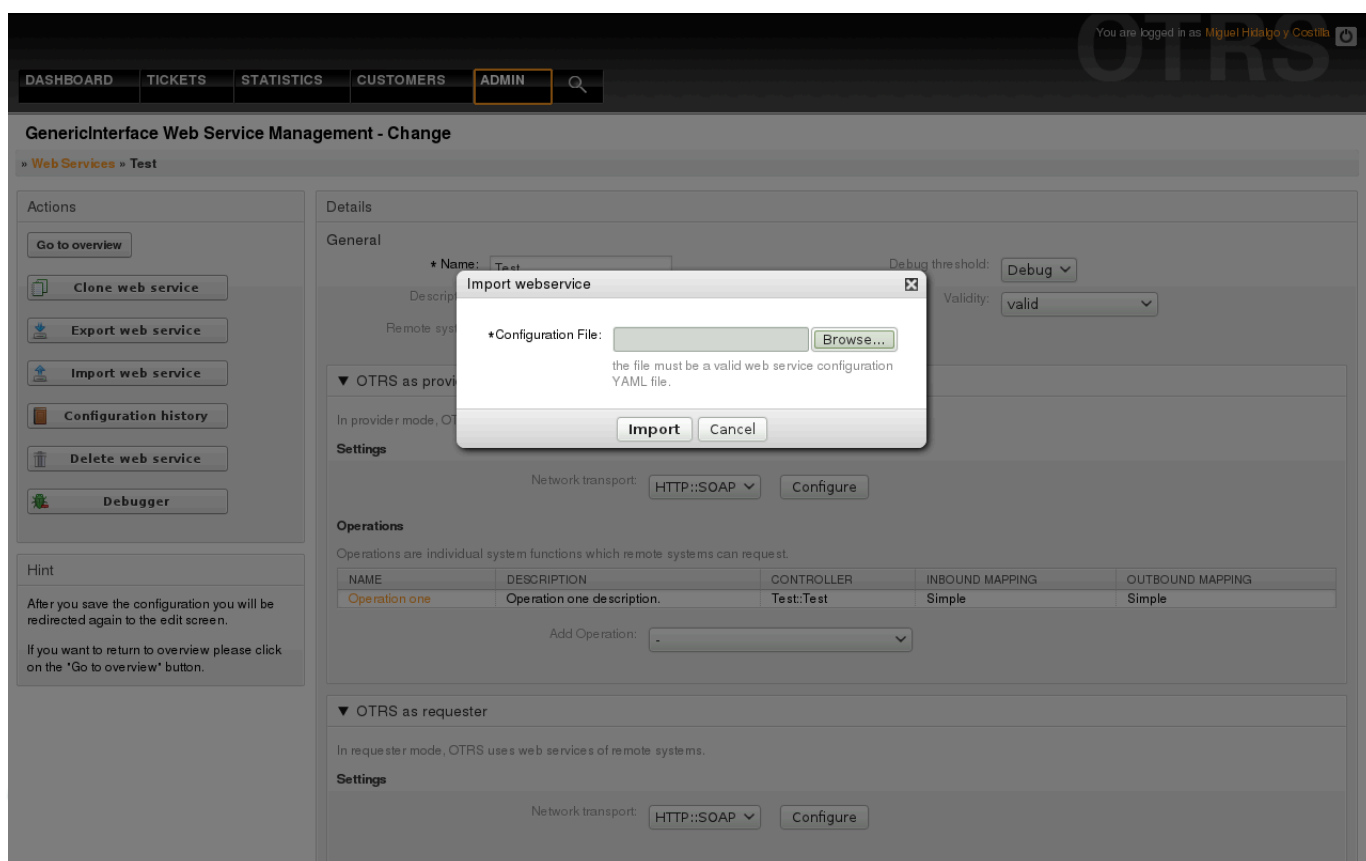 OTRS
You are logged in as Miguel Hidalgo y Costilla
DASHBOARD TICKETS STATISTICS CUSTOMERS ADMIN
GenericInterface Web Service Management - Change
» Web Services » Test
Actions
Go to overview
Clone web service
Export web service
Import web service
Configuration history
Delete web service
Debugger
Hint
After you save the configuration you will be
redirected again to the edit screen.
If you want to return to overview please click
on the "Go to overview" button.
Details
General
* Name: Test
Debug threshold: Debug
Descrip
Validity: valid
Remote syst
Import webservice
*Configuration File: Browse...
the file must be a valid web service configuration
YAML file.
Import Cancel
▼ OTRS as provi
In provider mode, OT
Settings
Network transport: HTTP::SOAP Configure
Operations
Operations are individual system functions which remote systems can request.
NAME DESCRIPTION CONTROLLER INBOUND MAPPING OUTBOUND MAPPING
Operation one Operation one description. Test::Test Simple Simple
Add Operation: -
▼ OTRS as requester
In requester mode, OTRS uses web services of remote systems.
Settings
Network transport: HTTP::SOAP Configure